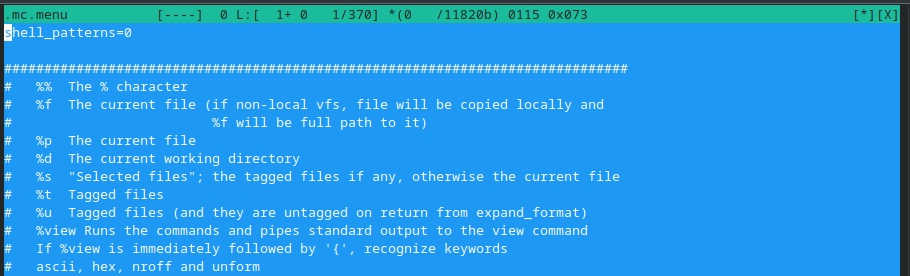 .mc.menu [----] 0 L:[ 1+ 0 1/370] *(0 /11820b) 0115 0x073 [*][X]
shell_patterns=0
##############################################################################
# %% The % character
# %f The current file (if non-local vfs, file will be copied locally and
# %f will be full path to it)
# %p The current file
# %d The current working directory
# %s "Selected files"; the tagged files if any, otherwise the current file
# %t Tagged files
# %u Tagged files (and they are untagged on return from expand_format)
# %view Runs the commands and pipes standard output to the view command
# If %view is immediately followed by '{', recognize keywords
# ascii, hex, nroff and unform